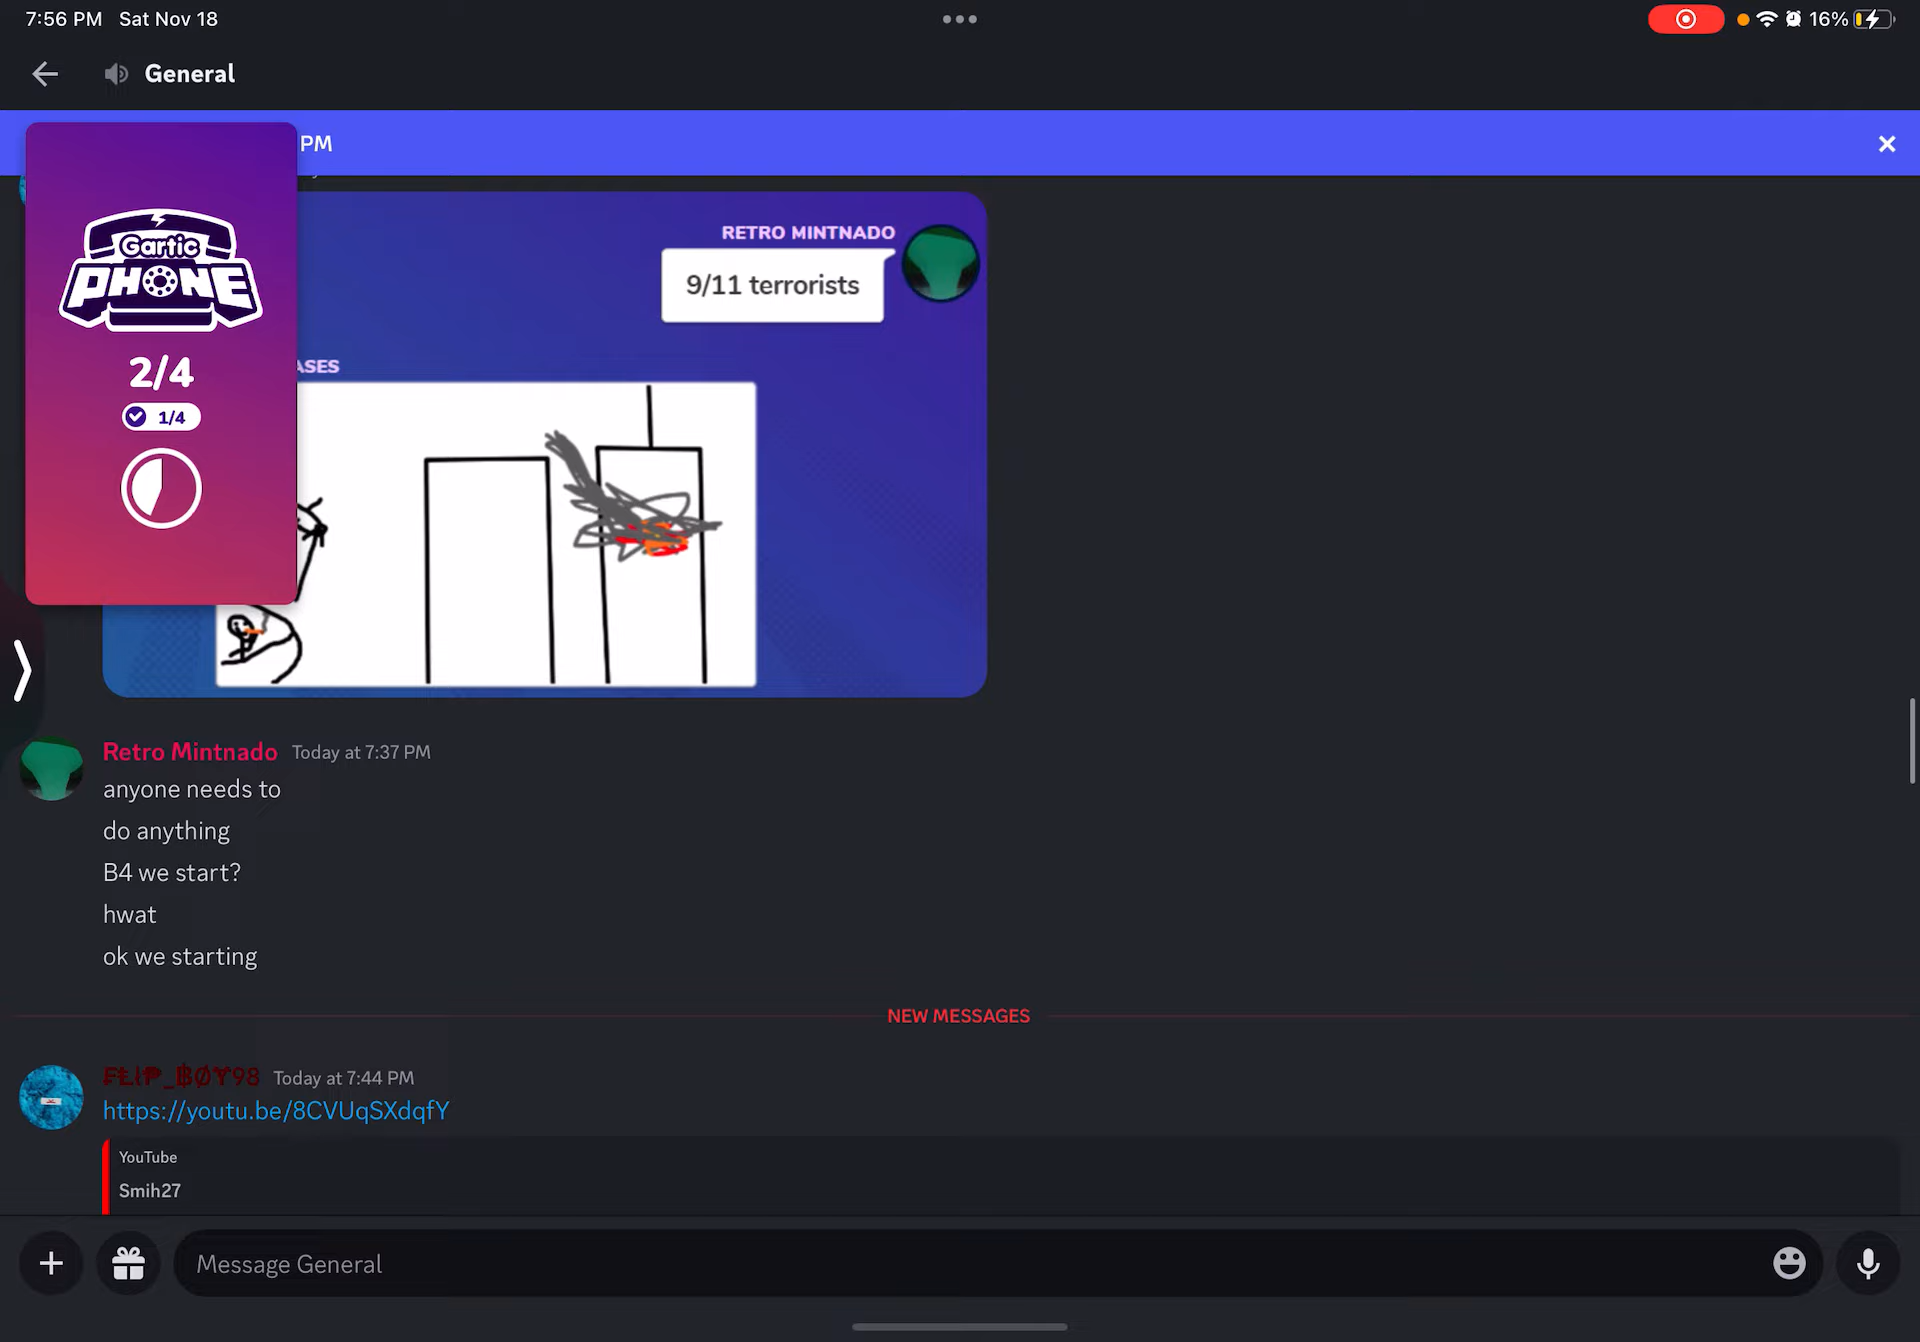 7:56 PM Sat Nov 18
16%
General
PM
Gartic
PHONE
2/4
1/4
RETRO MINTNADO
9/11 terrorists
ASES
Retro Mintnado Today at 7:37 PM
anyone needs to
do anything
B4 we start?
hwat
ok we starting
NEW MESSAGES
₣Łł₱_฿ØɎ98 Today at 7:44 PM
https://youtu.be/8CVUqSXdqfY
YouTube
Smih27
Message General